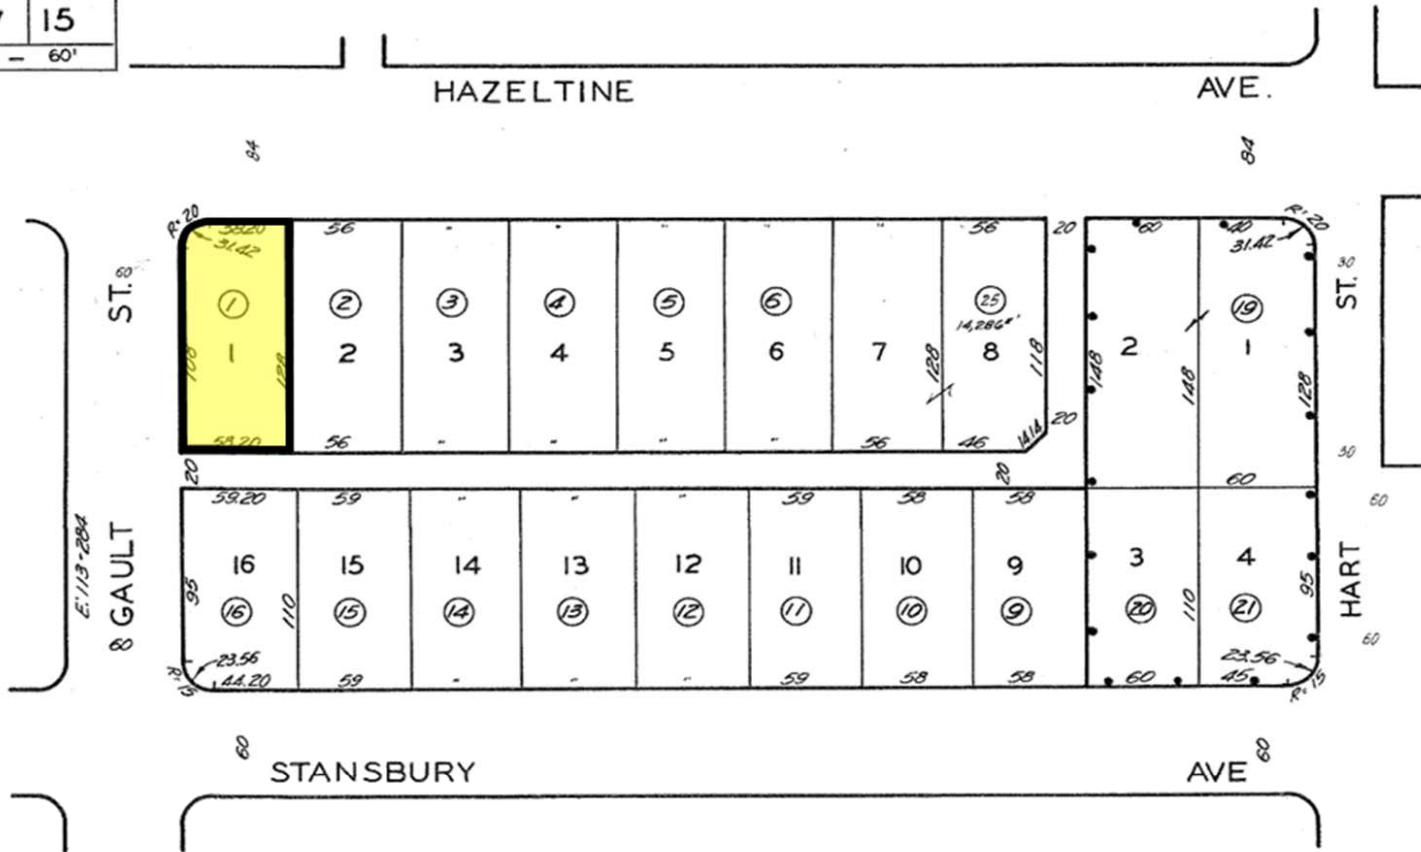 15
- 60'
HAZELTINE AVE.
84 84
R=20 R=20
58.20 56 " " " " 56 20 60 40
31.42 31.42
ST. 60 30 ST.
1 2 3 4 5 6 25 19
14,286
1 2 3 4 5 6 7 8 2 1
108 128 128 118 148 148 128
58.20 56 " " " 56 46 14.14 20
20 20 60 30
59.20 59 " " " 59 58 58 60
E.113-284 GAULT HART
16 15 14 13 12 11 10 9 3 4
95 110 110 95
16 15 14 13 12 11 10 9 20 21
60 60
23.56 23.56
R=15 44.20 59 - - " 59 58 58 60 45 R=15
60 60
STANSBURY AVE